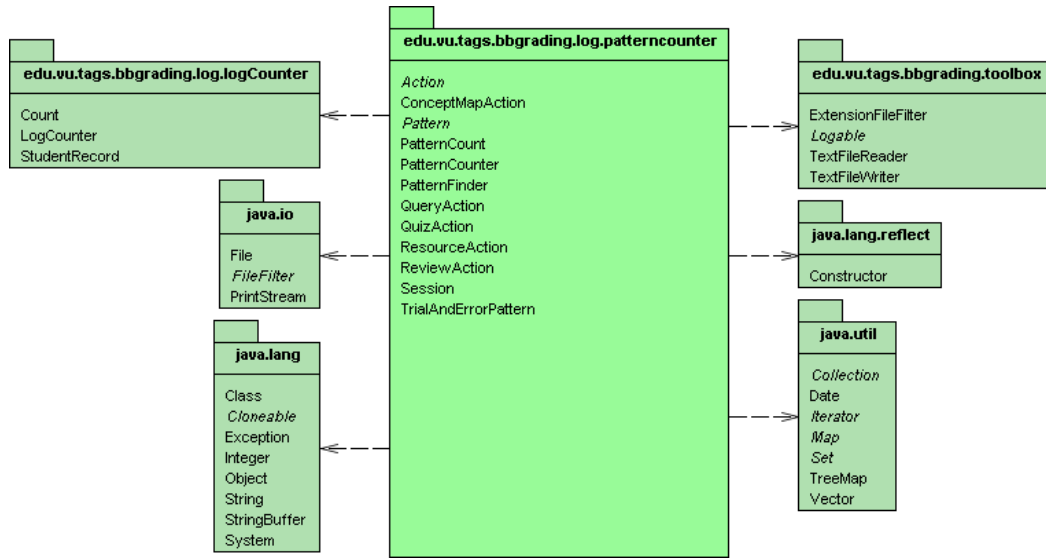 edu.vu.tags.bbgrading.log.logCounter
Count
LogCounter
StudentRecord
java.io
File
FileFilter
PrintStream
java.lang
Class
Cloneable
Exception
Integer
Object
String
StringBuffer
System
edu.vu.tags.bbgrading.log.patterncounter
Action
ConceptMapAction
Pattern
PatternCount
PatternCounter
PatternFinder
QueryAction
QuizAction
ResourceAction
ReviewAction
Session
TrialAndErrorPattern
edu.vu.tags.bbgrading.toolbox
ExtensionFileFilter
Logable
TextFileReader
TextFileWriter
java.lang.reflect
Constructor
java.util
Collection
Date
Iterator
Map
Set
TreeMap
Vector